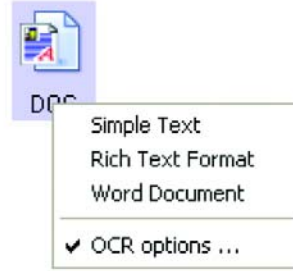 DOC
Simple Text
Rich Text Format
Word Document
✔ OCR options ...